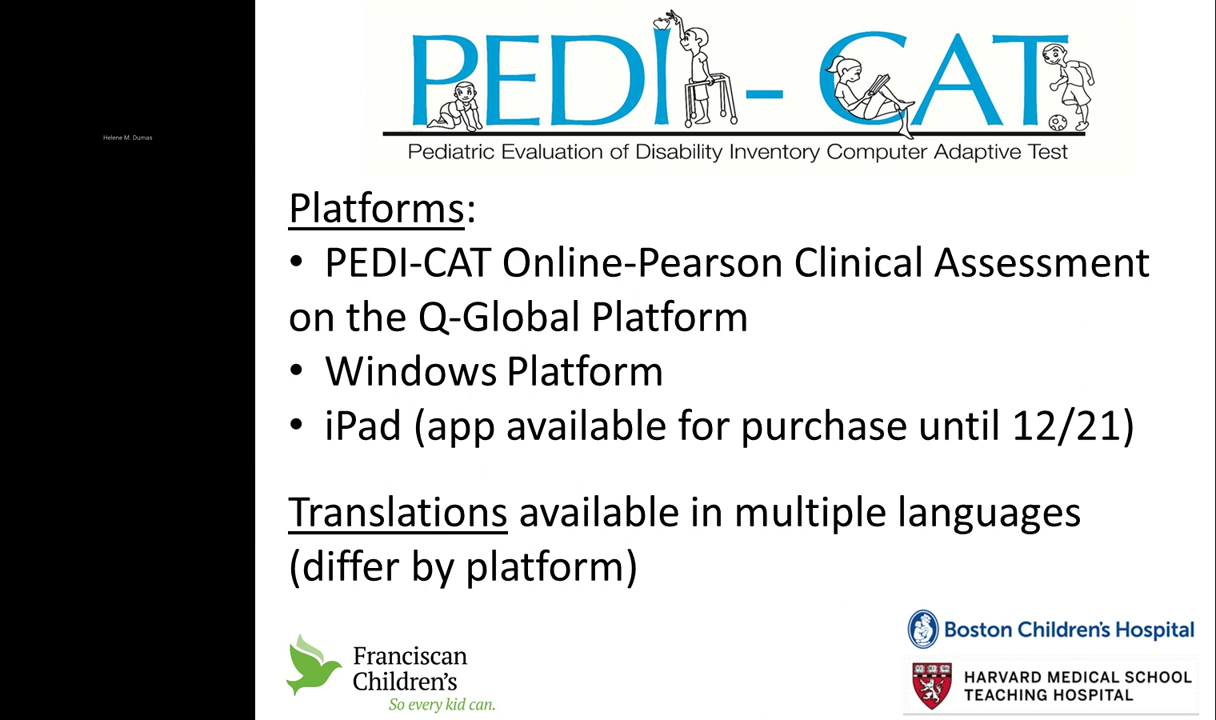 Helene M. Dumas
PEDI - CAT
Pediatric Evaluation of Disability Inventory Computer Adaptive Test
Platforms:
• PEDI-CAT Online-Pearson Clinical Assessment
on the Q-Global Platform
• Windows Platform
• iPad (app available for purchase until 12/21)
Translations available in multiple languages
(differ by platform)
Franciscan
Children's
So every kid can.
Boston Children's Hospital
HARVARD MEDICAL SCHOOL
TEACHING HOSPITAL